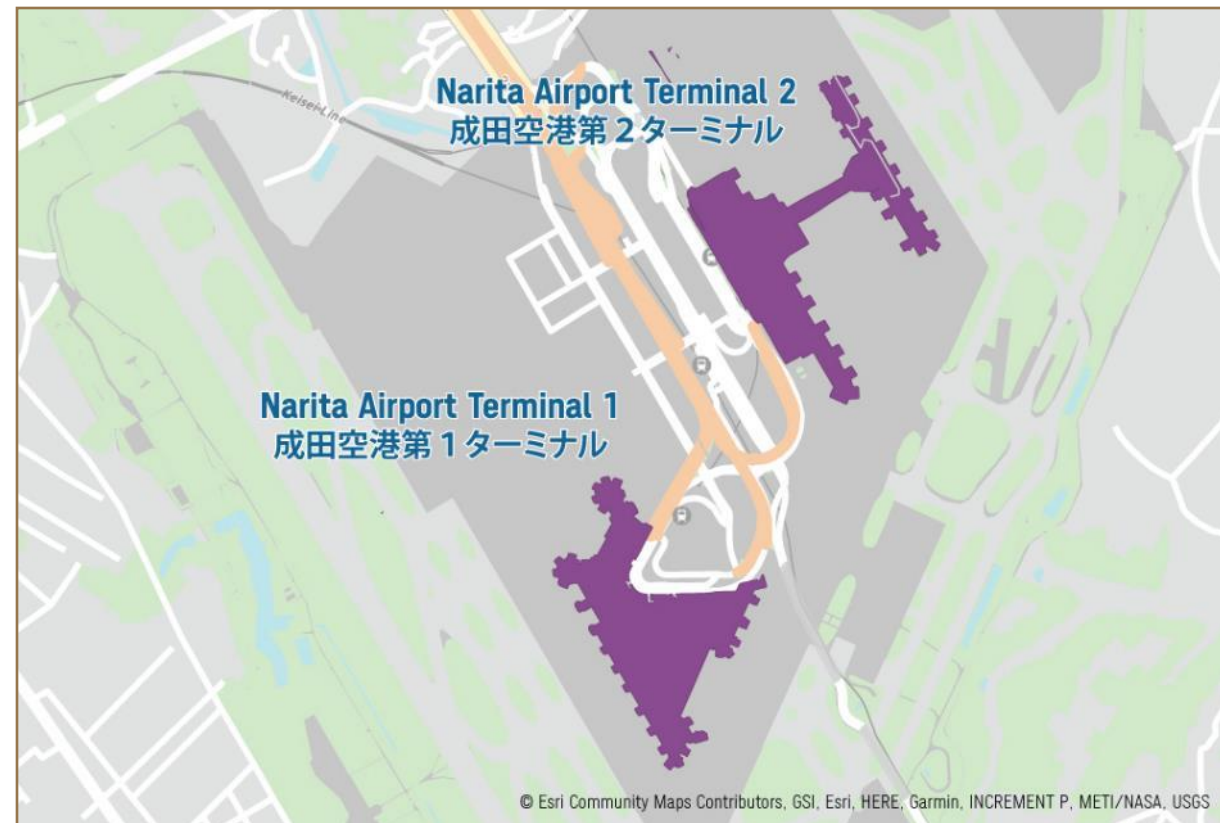 Narita Airport Terminal 2
成田空港第２ターミナル
Keisei-Line
Narita Airport Terminal 1
成田空港第１ターミナル
© Esri Community Maps Contributors, GSI, Esri, HERE, Garmin, INCREMENT P, METI/NASA, USGS